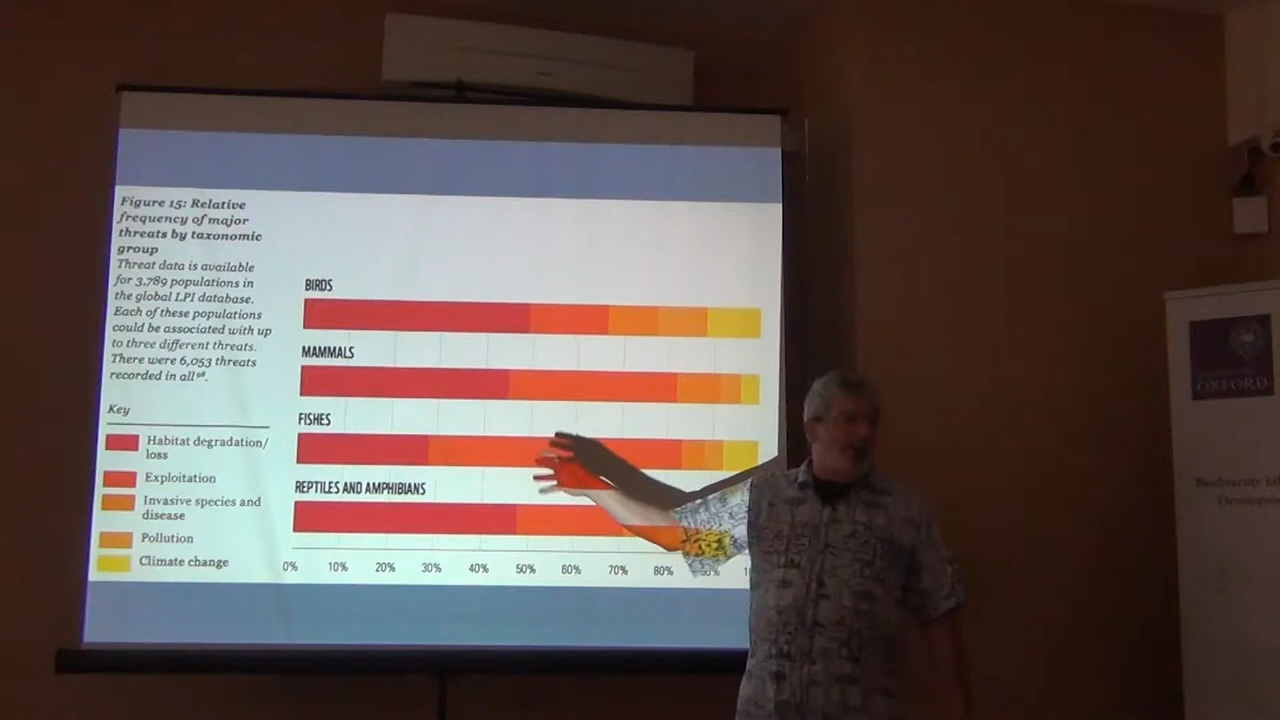 Figure 15: Relative
frequency of major
threats by taxonomic
group
Threat data is available
for 3,789 populations in
the global LPI database.
Each of these populations
could be associated with up
to three different threats.
There were 6,053 threats
recorded in all⁹⁸.
Key
Habitat degradation/
loss
Exploitation
Invasive species and
disease
Pollution
Climate change
BIRDS
MAMMALS
FISHES
REPTILES AND AMPHIBIANS
0% 10% 20% 30% 40% 50% 60% 70% 80% 90%
OXFORD
Biodiversity